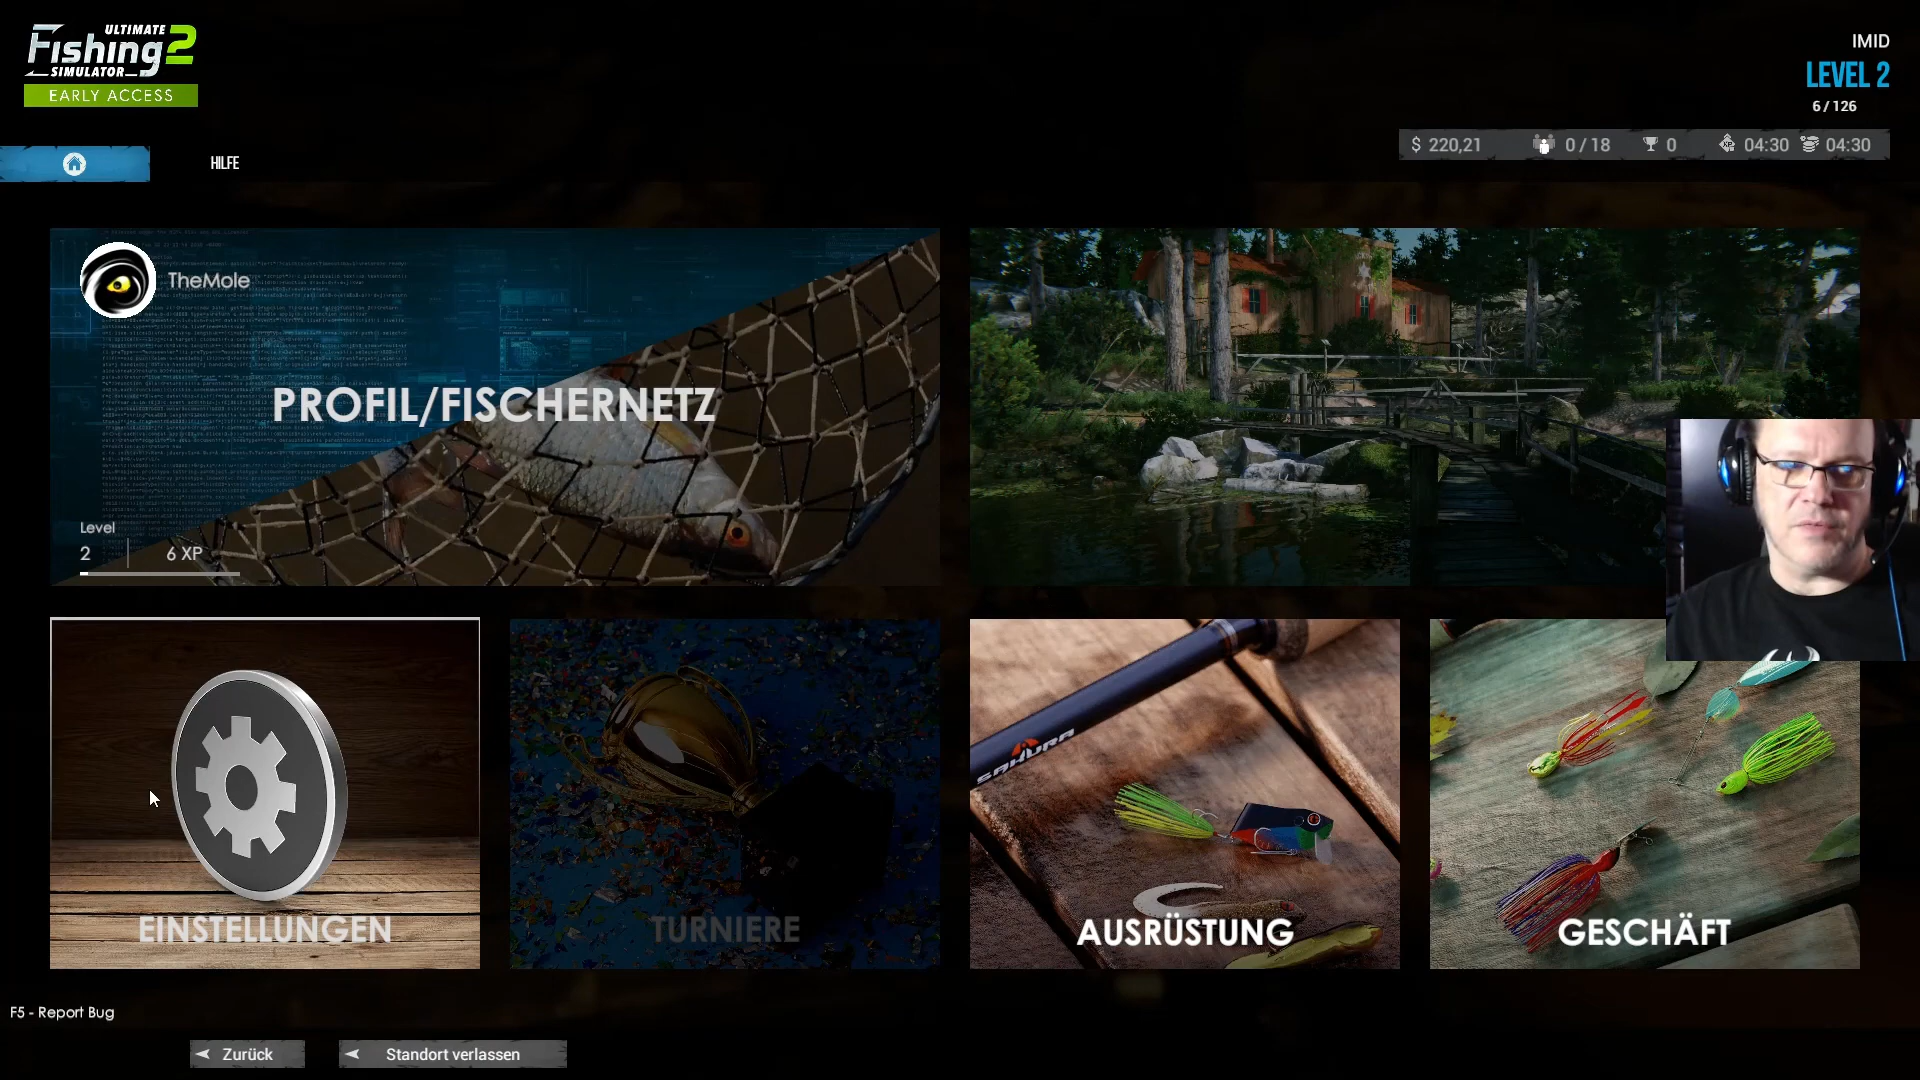 ULTIMATE
Fishing 2
SIMULATOR
EARLY ACCESS
IMID
LEVEL 2
6 / 126
$ 220,21
0 / 18
0
XP 04:30
04:30
HILFE
TheMole
PROFIL/FISCHERNETZ
Level
2
6 XP
SAKURA
EINSTELLUNGEN
TURNIERE
AUSRÜSTUNG
GESCHÄFT
F5 - Report Bug
Zurück
Standort verlassen